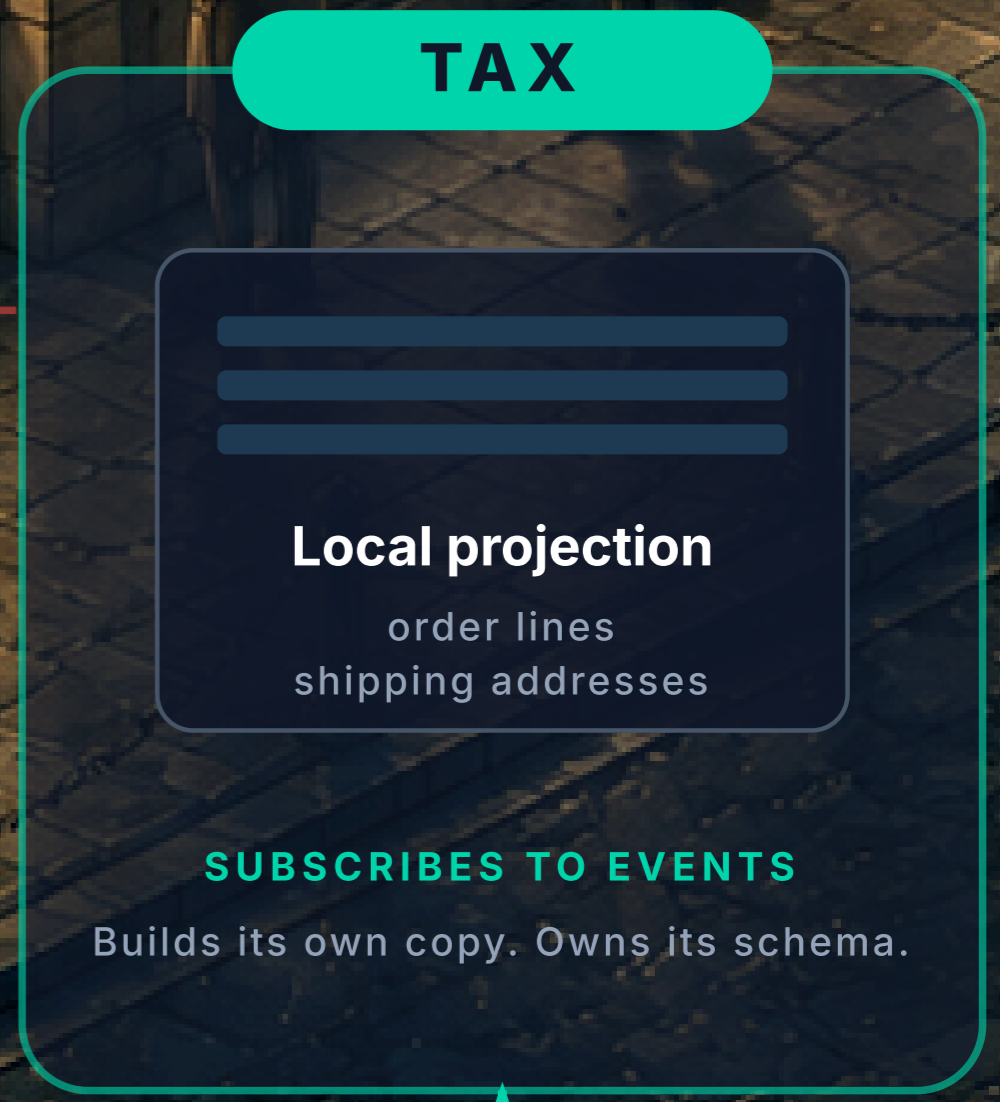 TAX
Local projection
order lines
shipping addresses
SUBSCRIBES TO EVENTS
Builds its own copy. Owns its schema.